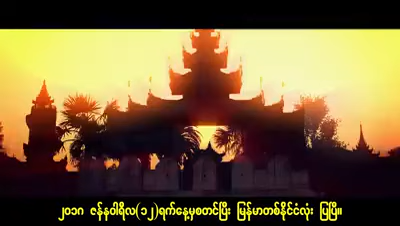 ၂၀၁၈ ဇန်နဝါရီလ(၁၂)ရက်နေ့မှစတင်ပြီး မြန်မာတစ်နိုင်ငံလုံး ပြပြီ။